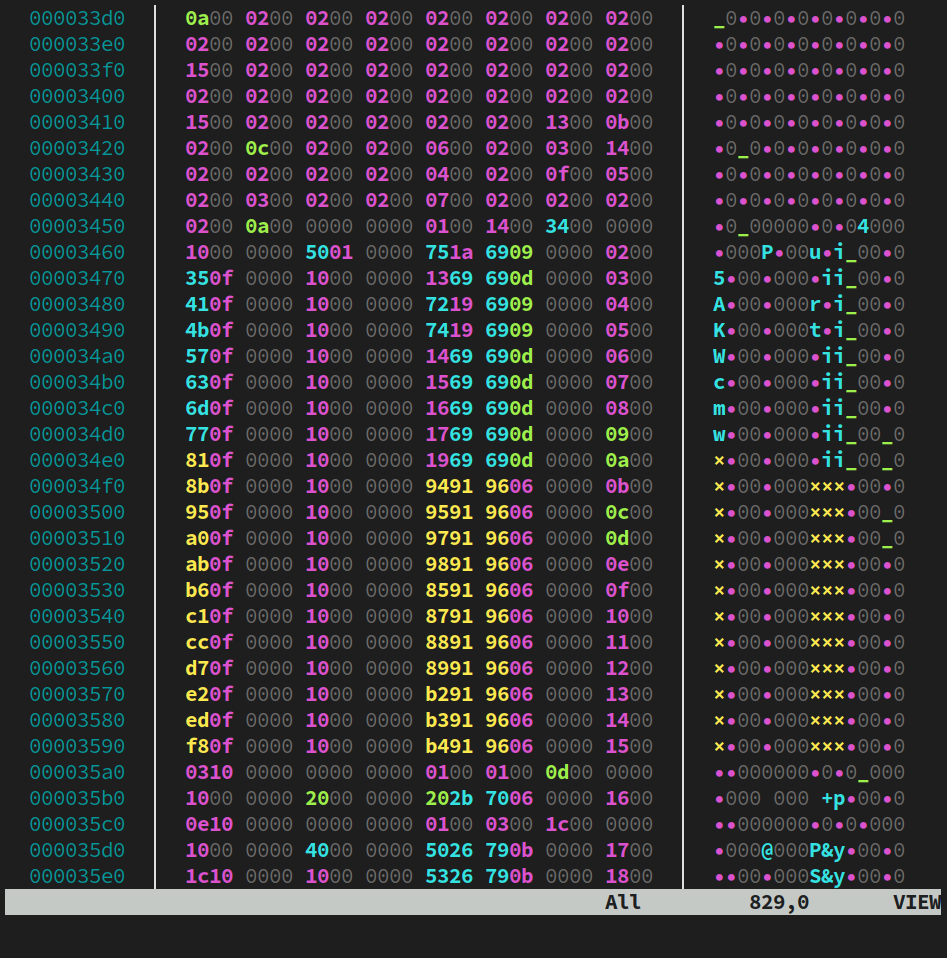 000033d0 0a00 0200 0200 0200 0200 0200 0200 0200 _0•0•0•0•0•0•0•0
000033e0 0200 0200 0200 0200 0200 0200 0200 0200 •0•0•0•0•0•0•0•0
000033f0 1500 0200 0200 0200 0200 0200 0200 0200 •0•0•0•0•0•0•0•0
00003400 0200 0200 0200 0200 0200 0200 0200 0200 •0•0•0•0•0•0•0•0
00003410 1500 0200 0200 0200 0200 0200 1300 0b00 •0•0•0•0•0•0•0•0
00003420 0200 0c00 0200 0200 0600 0200 0300 1400 •0_0•0•0•0•0•0•0
00003430 0200 0200 0200 0200 0400 0200 0f00 0500 •0•0•0•0•0•0•0•0
00003440 0200 0300 0200 0200 0700 0200 0200 0200 •0•0•0•0•0•0•0•0
00003450 0200 0a00 0000 0000 0100 1400 3400 0000 •0_00000•0•04000
00003460 1000 0000 5001 0000 751a 6909 0000 0200 •000P•00u•i_00•0
00003470 350f 0000 1000 0000 1369 690d 0000 0300 5•00•000•ii_00•0
00003480 410f 0000 1000 0000 7219 6909 0000 0400 A•00•000r•i_00•0
00003490 4b0f 0000 1000 0000 7419 6909 0000 0500 K•00•000t•i_00•0
000034a0 570f 0000 1000 0000 1469 690d 0000 0600 W•00•000•ii_00•0
000034b0 630f 0000 1000 0000 1569 690d 0000 0700 c•00•000•ii_00•0
000034c0 6d0f 0000 1000 0000 1669 690d 0000 0800 m•00•000•ii_00•0
000034d0 770f 0000 1000 0000 1769 690d 0000 0900 w•00•000•ii_00_0
000034e0 810f 0000 1000 0000 1969 690d 0000 0a00 ×•00•000•ii_00_0
000034f0 8b0f 0000 1000 0000 9491 9606 0000 0b00 ×•00•000×××•00•0
00003500 950f 0000 1000 0000 9591 9606 0000 0c00 ×•00•000×××•00_0
00003510 a00f 0000 1000 0000 9791 9606 0000 0d00 ×•00•000×××•00_0
00003520 ab0f 0000 1000 0000 9891 9606 0000 0e00 ×•00•000×××•00•0
00003530 b60f 0000 1000 0000 8591 9606 0000 0f00 ×•00•000×××•00•0
00003540 c10f 0000 1000 0000 8791 9606 0000 1000 ×•00•000×××•00•0
00003550 cc0f 0000 1000 0000 8891 9606 0000 1100 ×•00•000×××•00•0
00003560 d70f 0000 1000 0000 8991 9606 0000 1200 ×•00•000×××•00•0
00003570 e20f 0000 1000 0000 b291 9606 0000 1300 ×•00•000×××•00•0
00003580 ed0f 0000 1000 0000 b391 9606 0000 1400 ×•00•000×××•00•0
00003590 f80f 0000 1000 0000 b491 9606 0000 1500 ×•00•000×××•00•0
000035a0 0310 0000 0000 0000 0100 0100 0d00 0000 ••000000•0•0_000
000035b0 1000 0000 2000 0000 202b 7006 0000 1600 •000 000 +p•00•0
000035c0 0e10 0000 0000 0000 0100 0300 1c00 0000 ••000000•0•0•000
000035d0 1000 0000 4000 0000 5026 790b 0000 1700 •000@000P&y•00•0
000035e0 1c10 0000 1000 0000 5326 790b 0000 1800 ••00•000S&y•00•0
All 829,0 VIEW